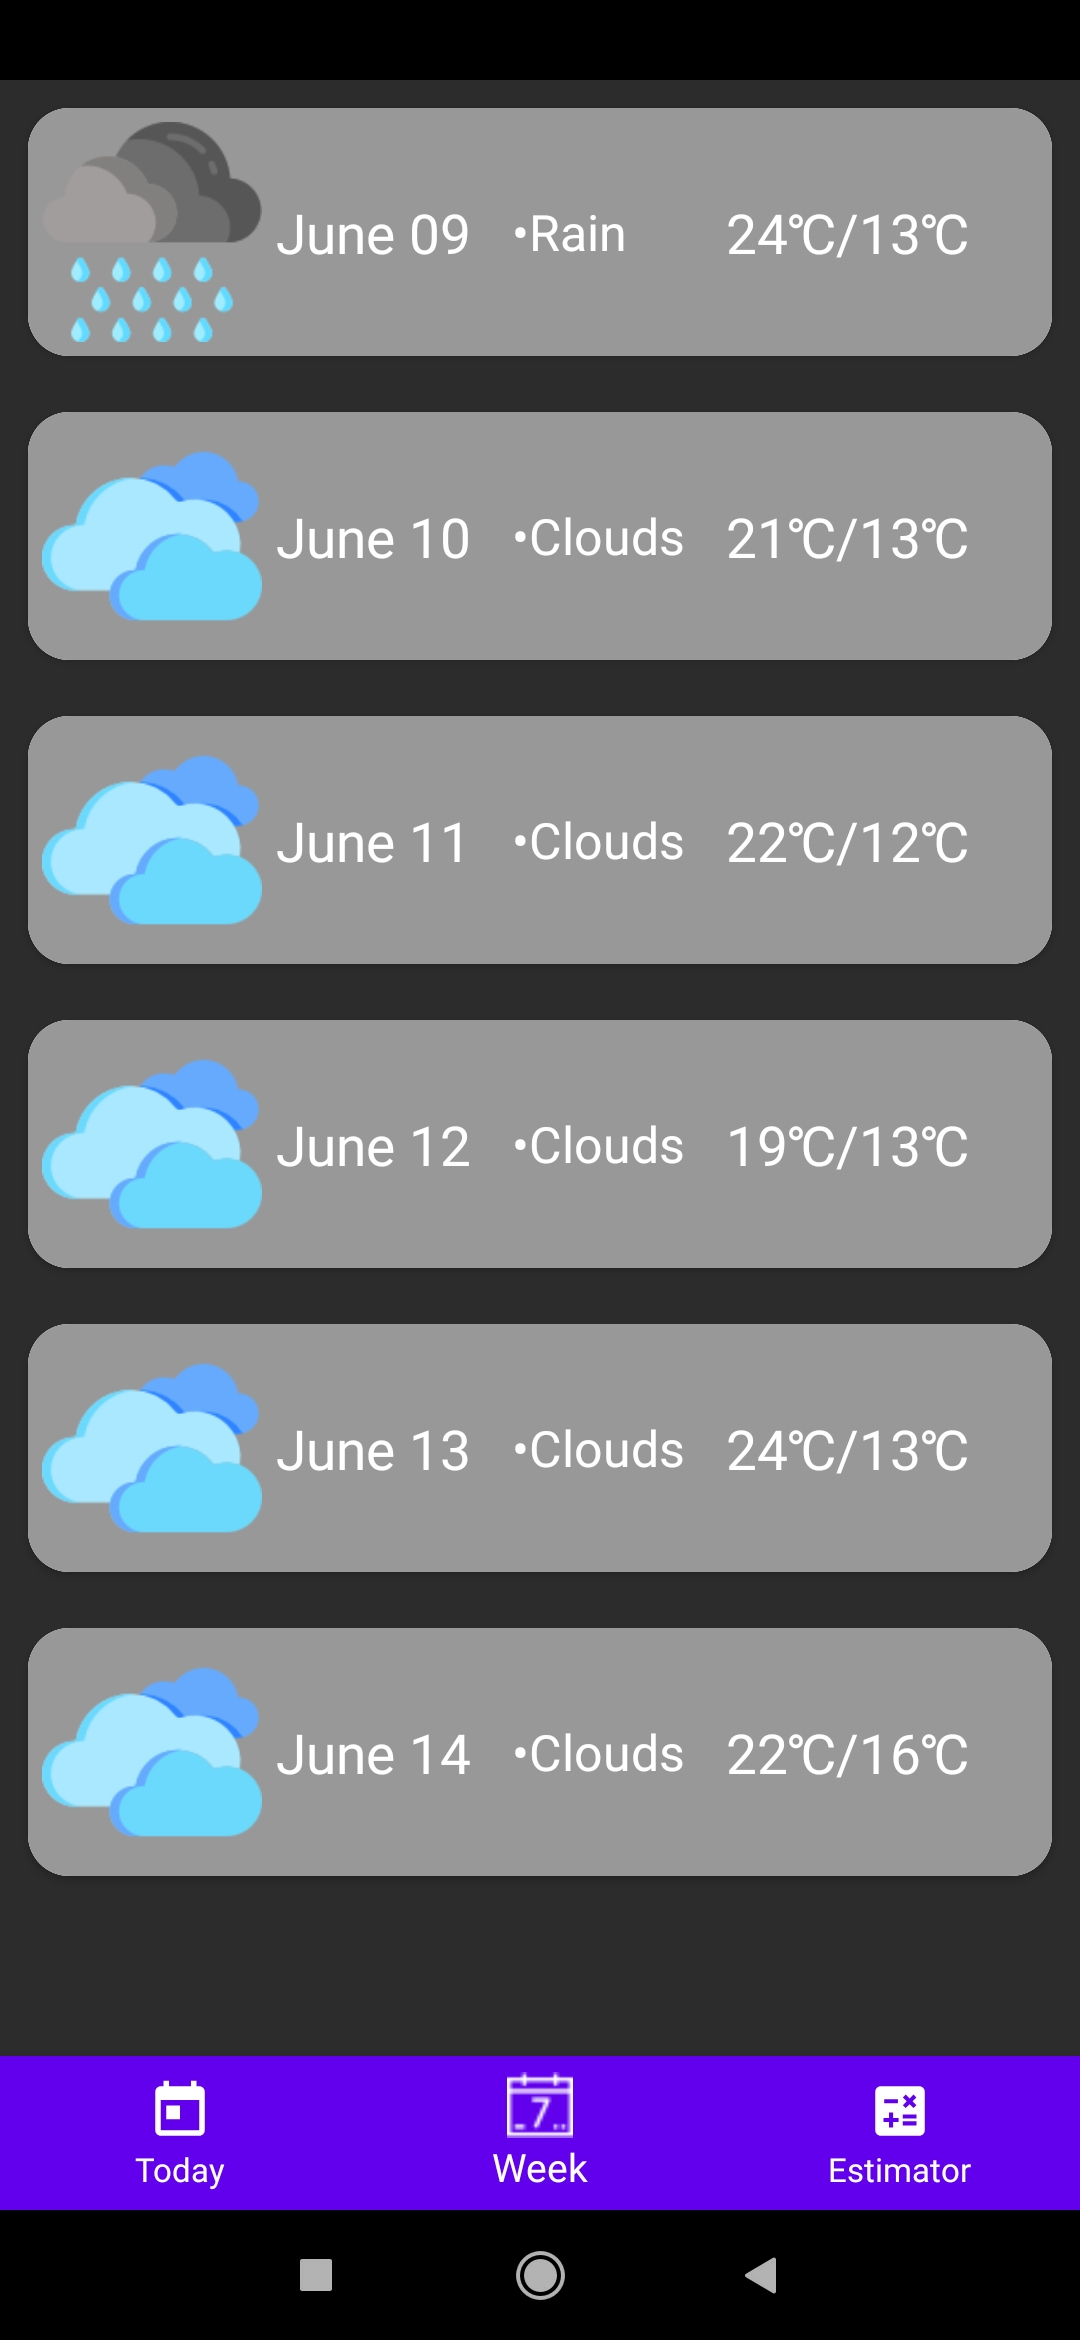 June 09 •Rain 24℃/13℃
June 10 •Clouds 21℃/13℃
June 11 •Clouds 22℃/12℃
June 12 •Clouds 19℃/13℃
June 13 •Clouds 24℃/13℃
June 14 •Clouds 22℃/16℃
7
Today Week Estimator